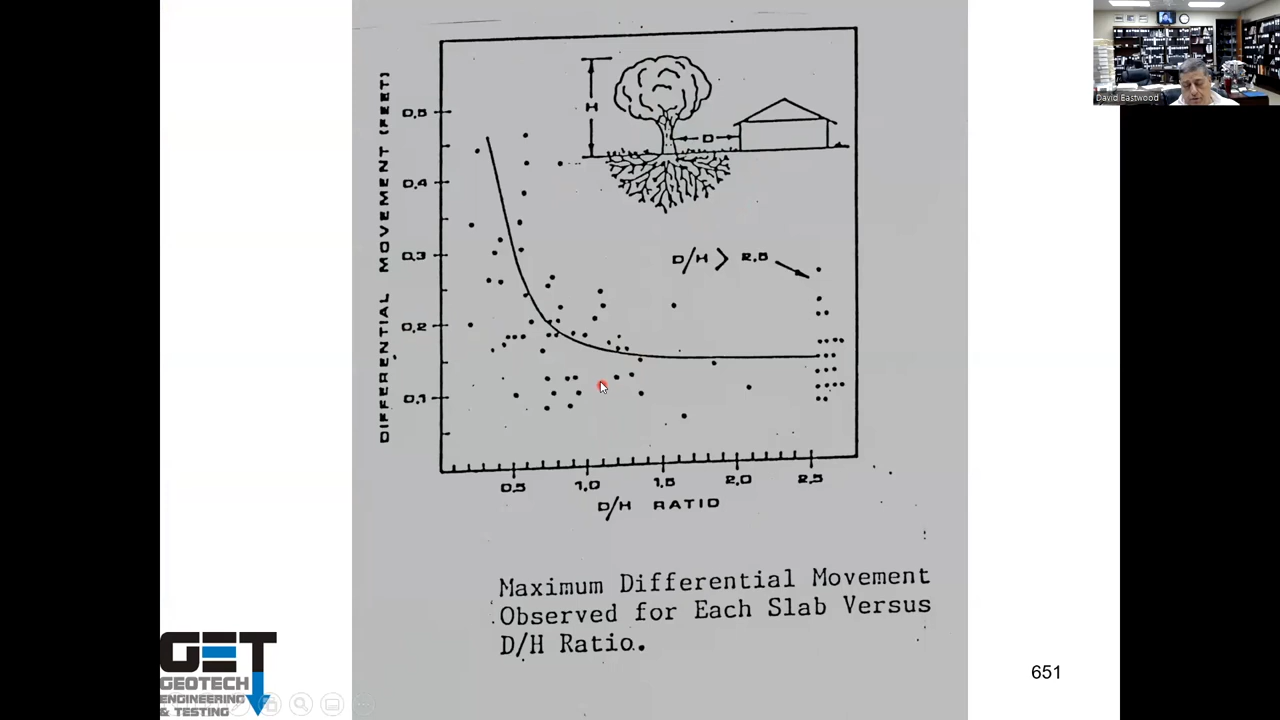 David Eastwood
DIFFERENTIAL MOVEMENT (FEET)
0,5
0,4
0,3
0,2
0,1
H
D
D/H > 2,5
0,5 1,0 1,5 2,0 2,5
D/H RATIO
Maximum Differential Movement
Observed for Each Slab Versus
D/H Ratio.
GET
GEOTECH
ENGINEERING
& TESTING
651